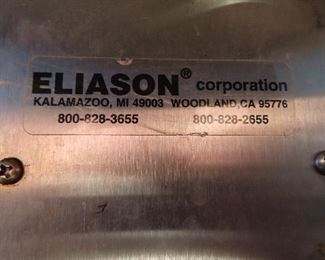 ELIASON® corporation
KALAMAZOO, MI 49003 WOODLAND, CA 95776
800-828-3655 800-828-2655